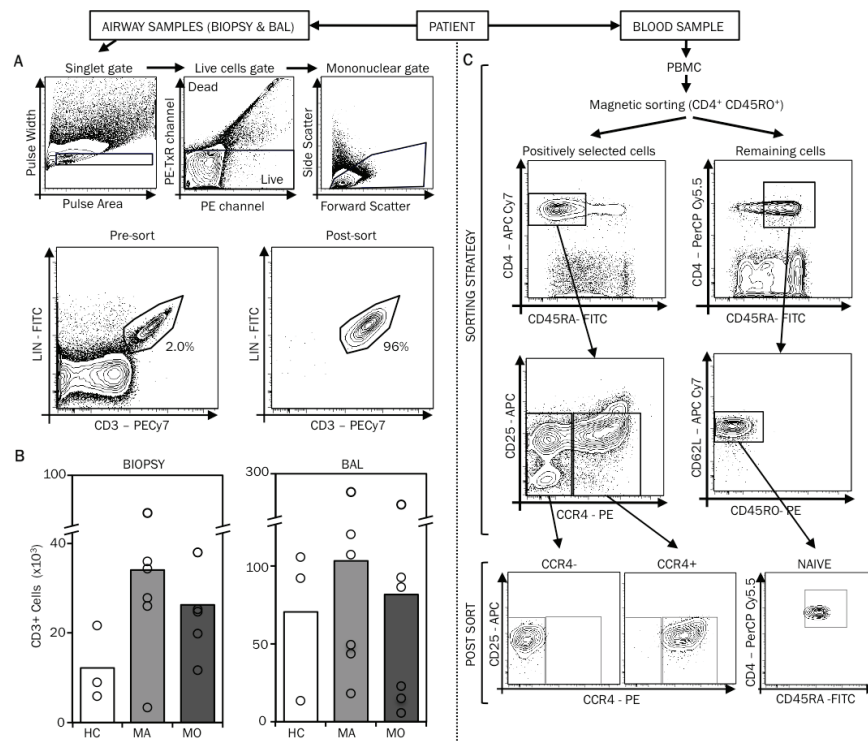 AIRWAY SAMPLES (BIOPSY & BAL)
PATIENT
BLOOD SAMPLE
A
Singlet gate
Live cells gate
Mononuclear gate
Pulse Width
Pulse Area
PE-TxR channel
Dead
Live
PE channel
Side Scatter
Forward Scatter
Pre-sort
LIN - FITC
2.0%
CD3 – PECy7
Post-sort
LIN - FITC
96%
CD3 – PECy7
B
BIOPSY
CD3+ Cells (x10³)
100
40
20
0
HC
MA
MO
BAL
300
100
50
0
HC
MA
MO
C
SORTING STRATEGY
PBMC
Magnetic sorting (CD4⁺ CD45RO⁺)
Positively selected cells
Remaining cells
CD4 – APC Cy7
CD45RA- FITC
CD4 – PerCP Cy5.5
CD45RA- FITC
CD25 - APC
CCR4 - PE
CD62L – APC Cy7
CD45RO- PE
POST SORT
CCR4-
CCR4+
NAIVE
CD25 - APC
CCR4 - PE
CD4 – PerCP Cy5.5
CD45RA -FITC